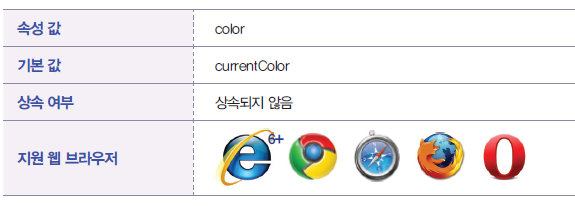 속성 값 color
기본 값 currentColor
상속 여부 상속되지 않음
지원 웹 브라우저 6+